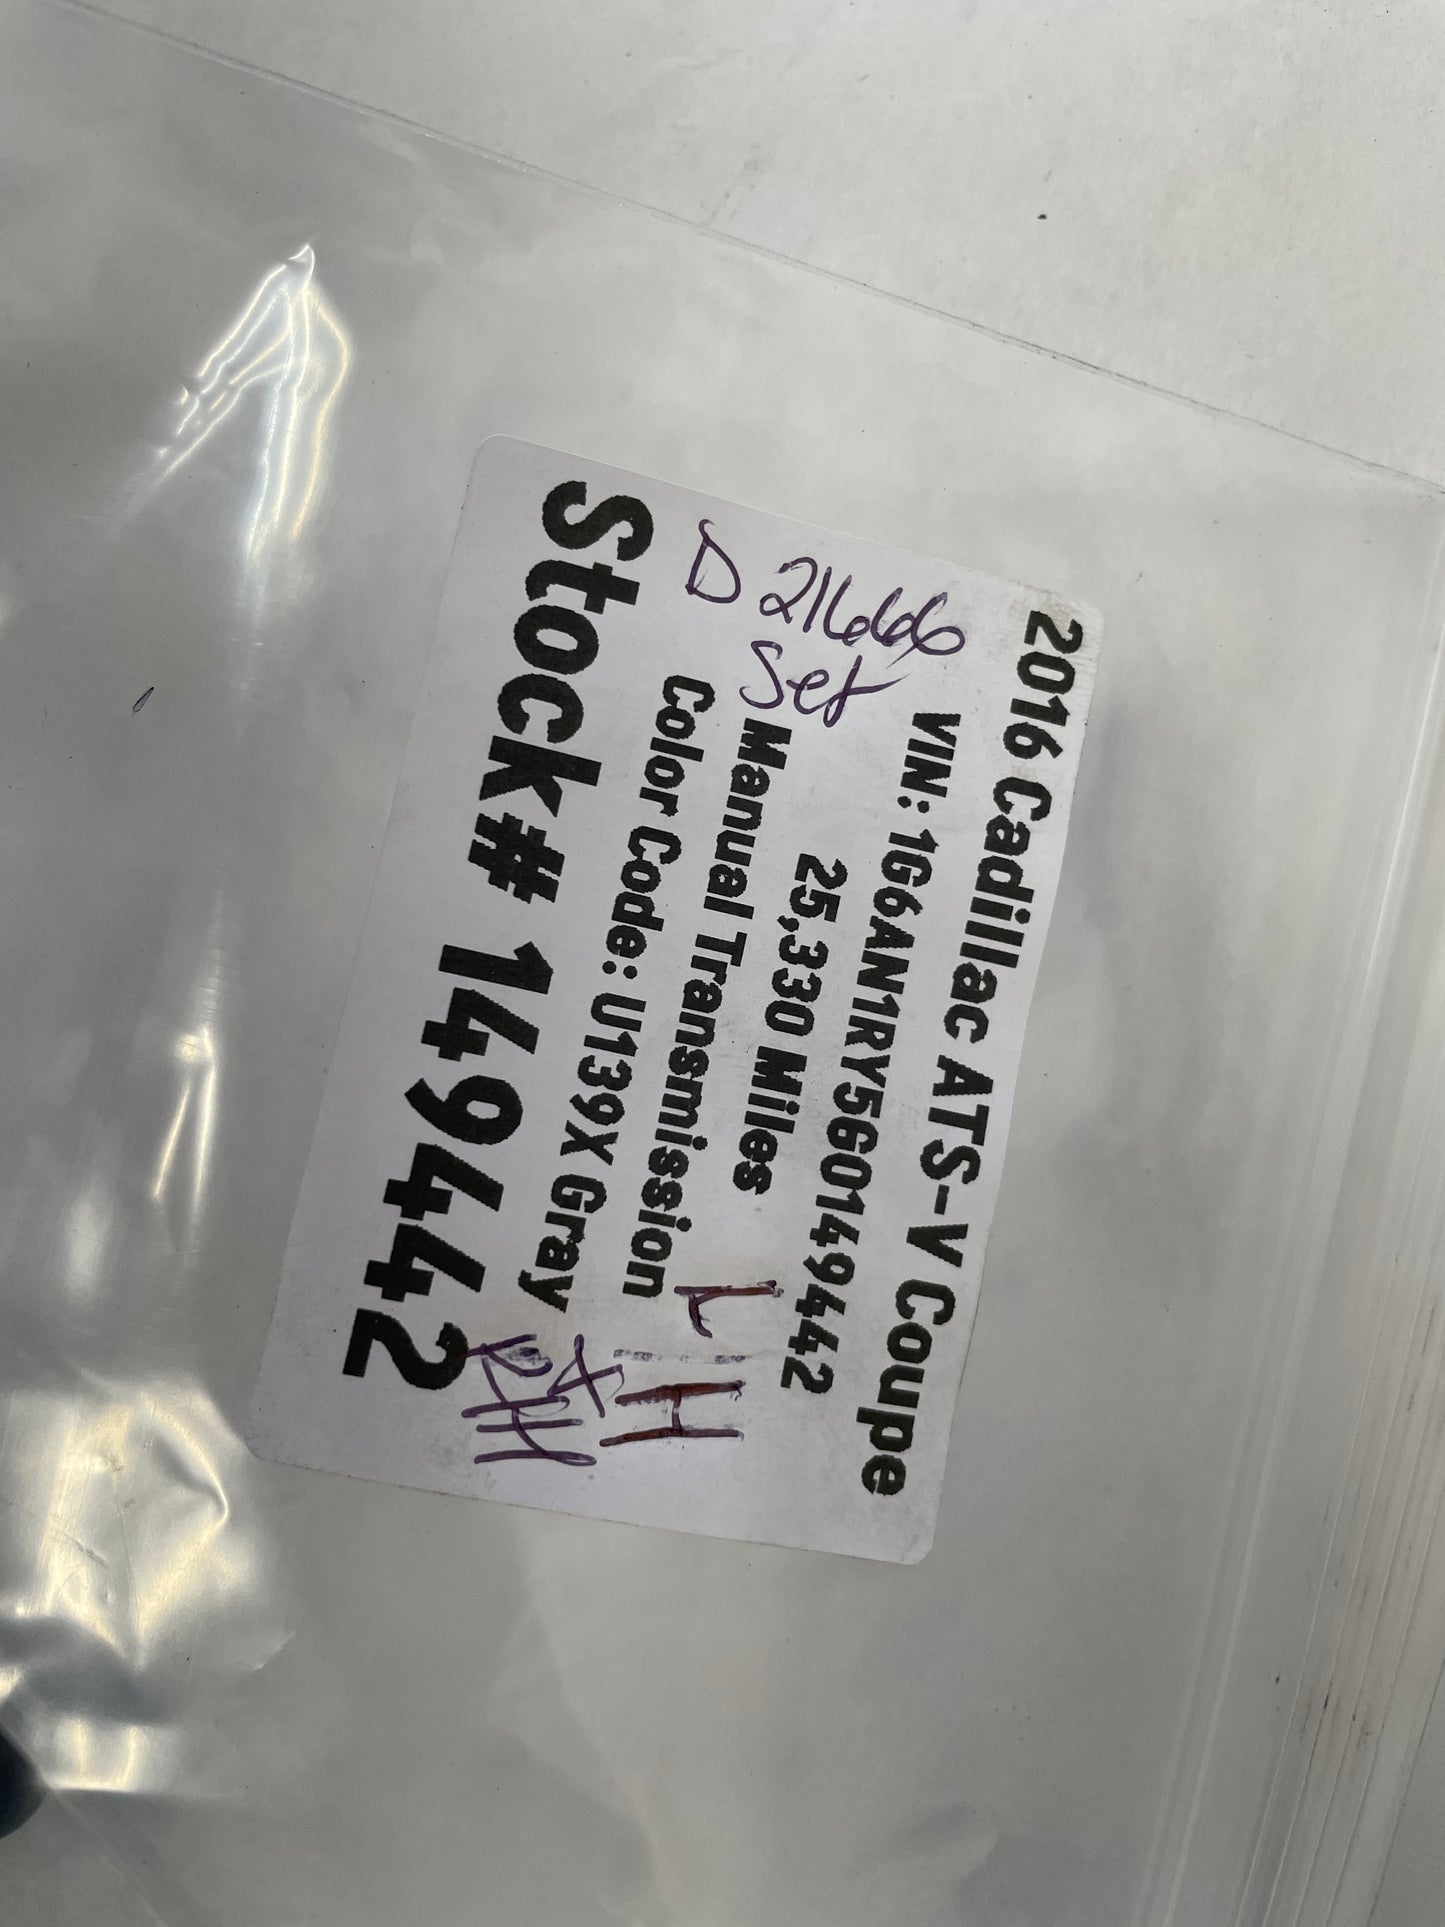 2016 Cadillac ATS-V Coupe
VIN: 1G6AN1RY5G0149442
D 21666
Set
25,330 Miles
Manual Transmission
Color Code: U139X Gray
LH
+
RH
Stock# 149442